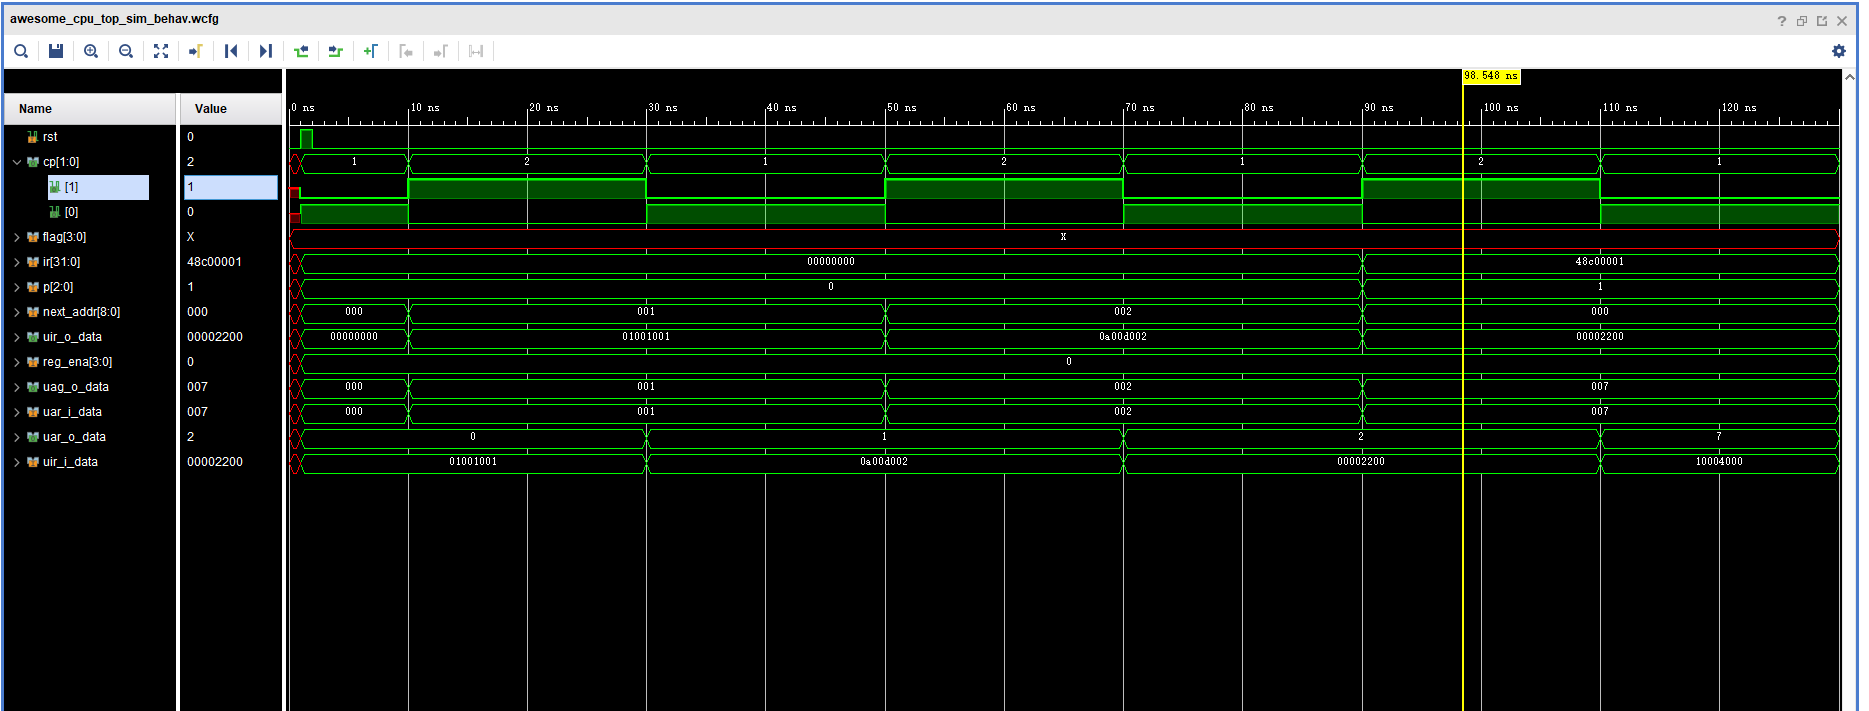 awesome_cpu_top_sim_behav.wcfg
98.548 ns
Name Value
0 ns 10 ns 20 ns 30 ns 40 ns 50 ns 60 ns 70 ns 80 ns 90 ns 100 ns 110 ns 120 ns
rst 0
cp[1:0] 2 1 2 1 2 1 2 1
[1] 1
[0] 0
flag[3:0] X X
ir[31:0] 48c00001 00000000 48c00001
p[2:0] 1 0 1
next_addr[8:0] 000 000 001 002 000
uir_o_data 00002200 00000000 01001001 0a00d002 00002200
reg_ena[3:0] 0 0
uag_o_data 007 000 001 002 007
uar_i_data 007 000 001 002 007
uar_o_data 2 0 1 2 7
uir_i_data 00002200 01001001 0a00d002 00002200 10004000